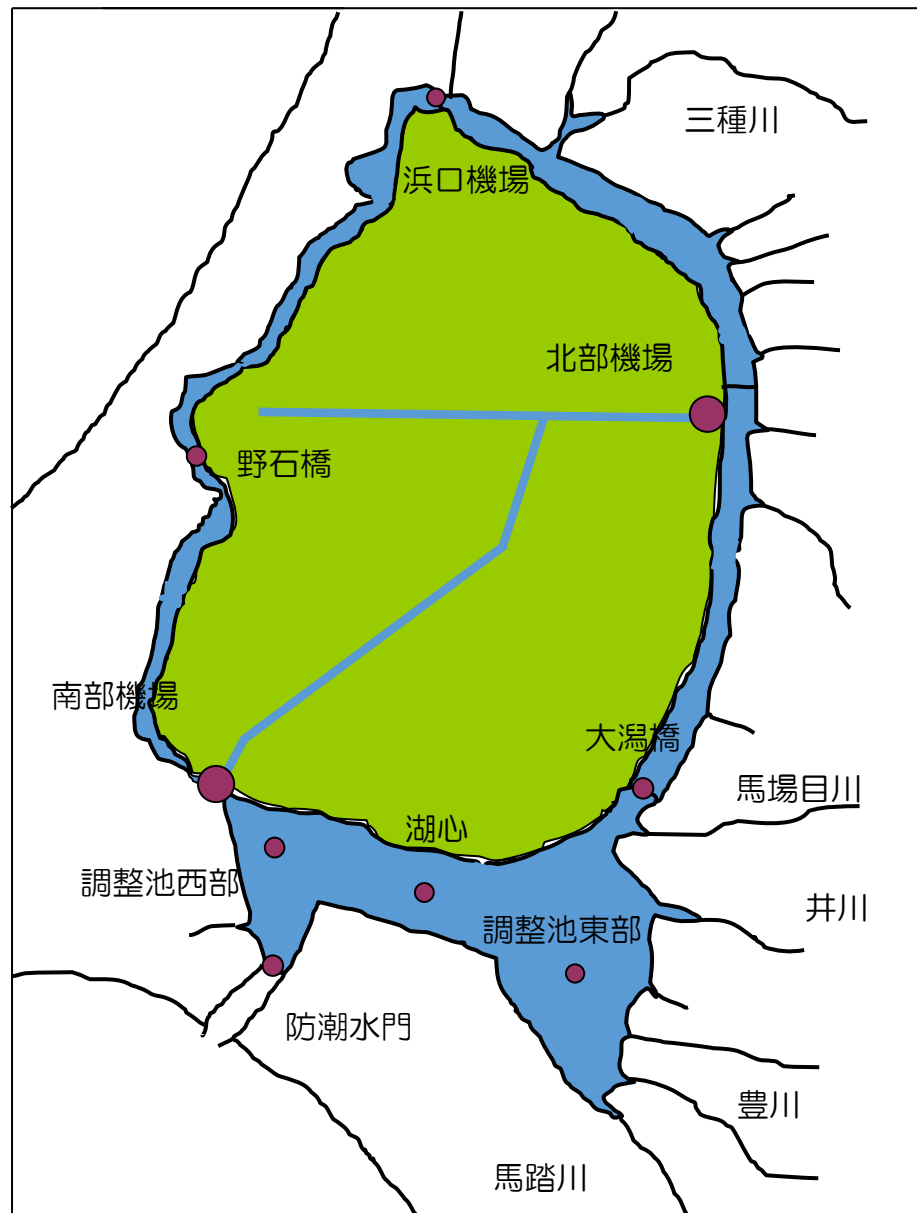 三種川
浜口機場
北部機場
野石橋
南部機場
大潟橋
馬場目川
湖心
調整池西部
井川
調整池東部
防潮水門
豊川
馬踏川